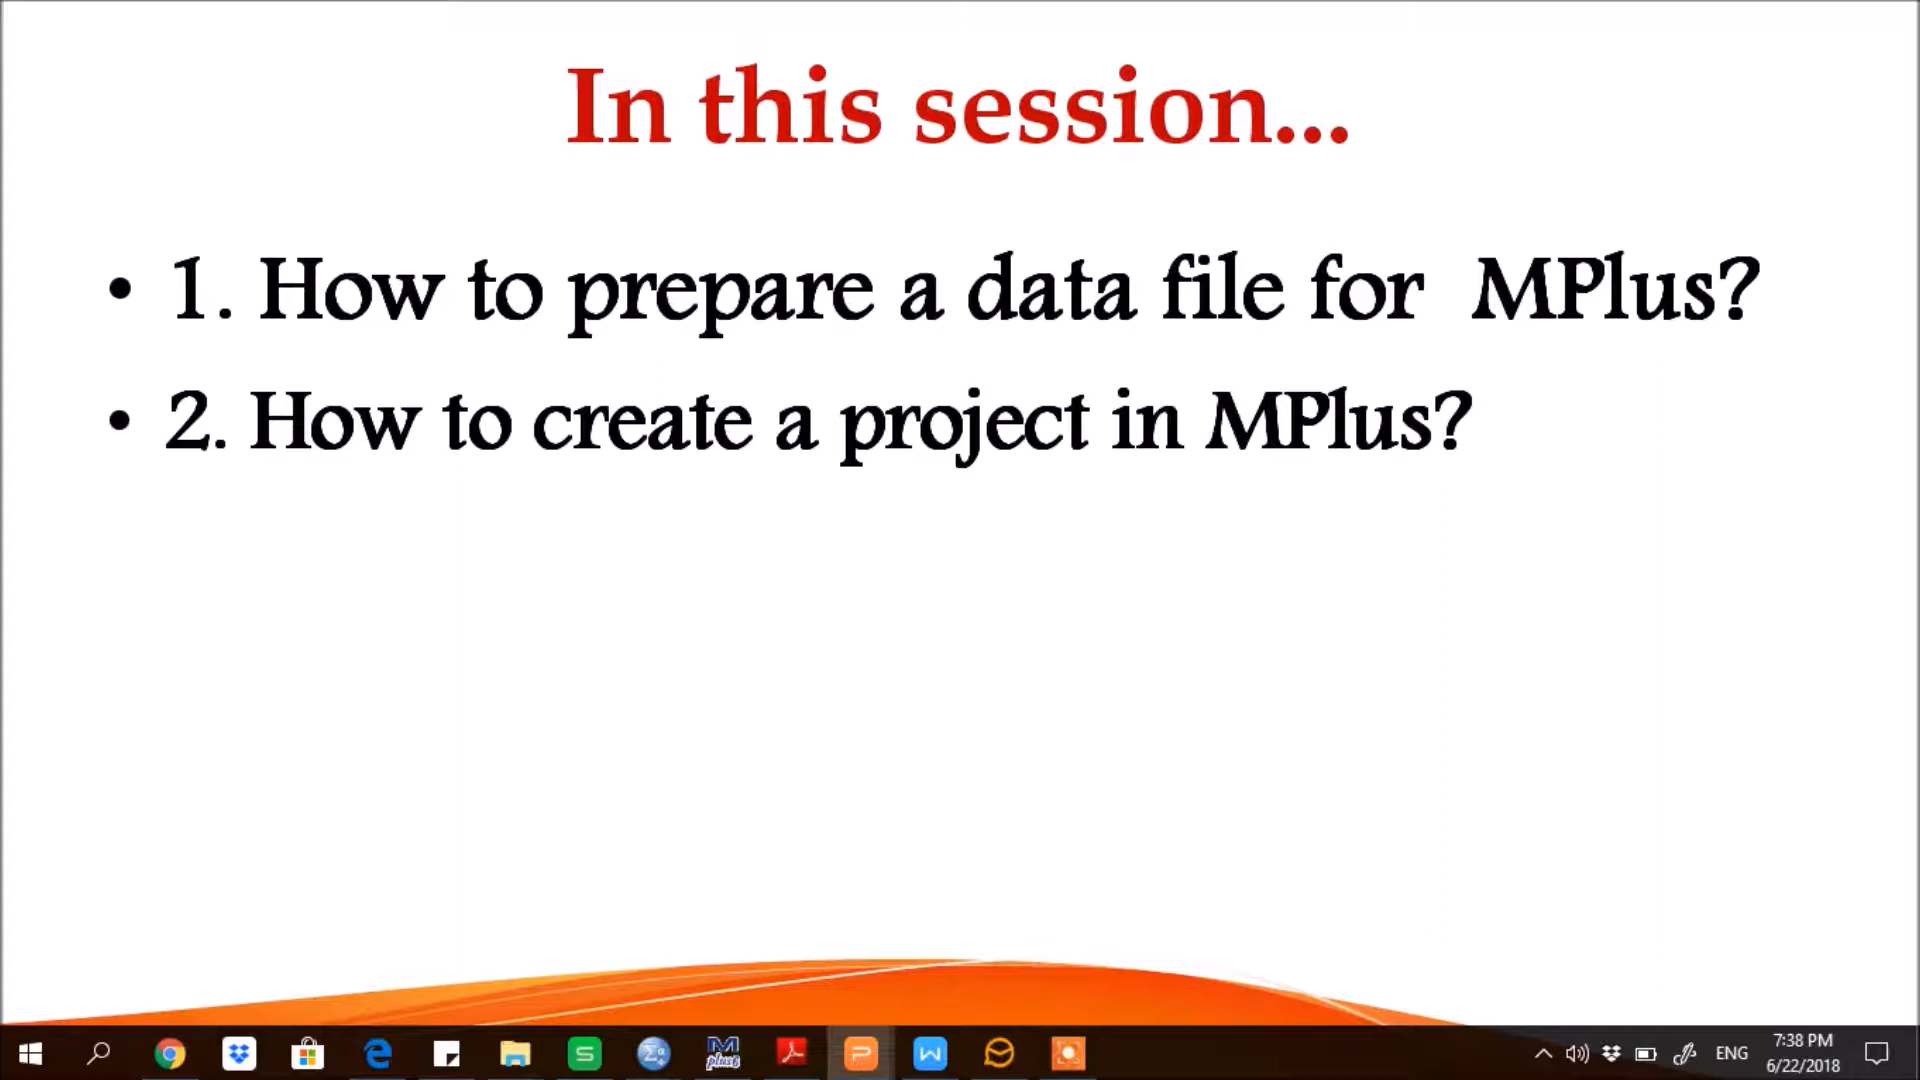 In this session...
• 1. How to prepare a data file for MPlus?
• 2. How to create a project in MPlus?
M
plus6
ENG
7:38 PM
6/22/2018